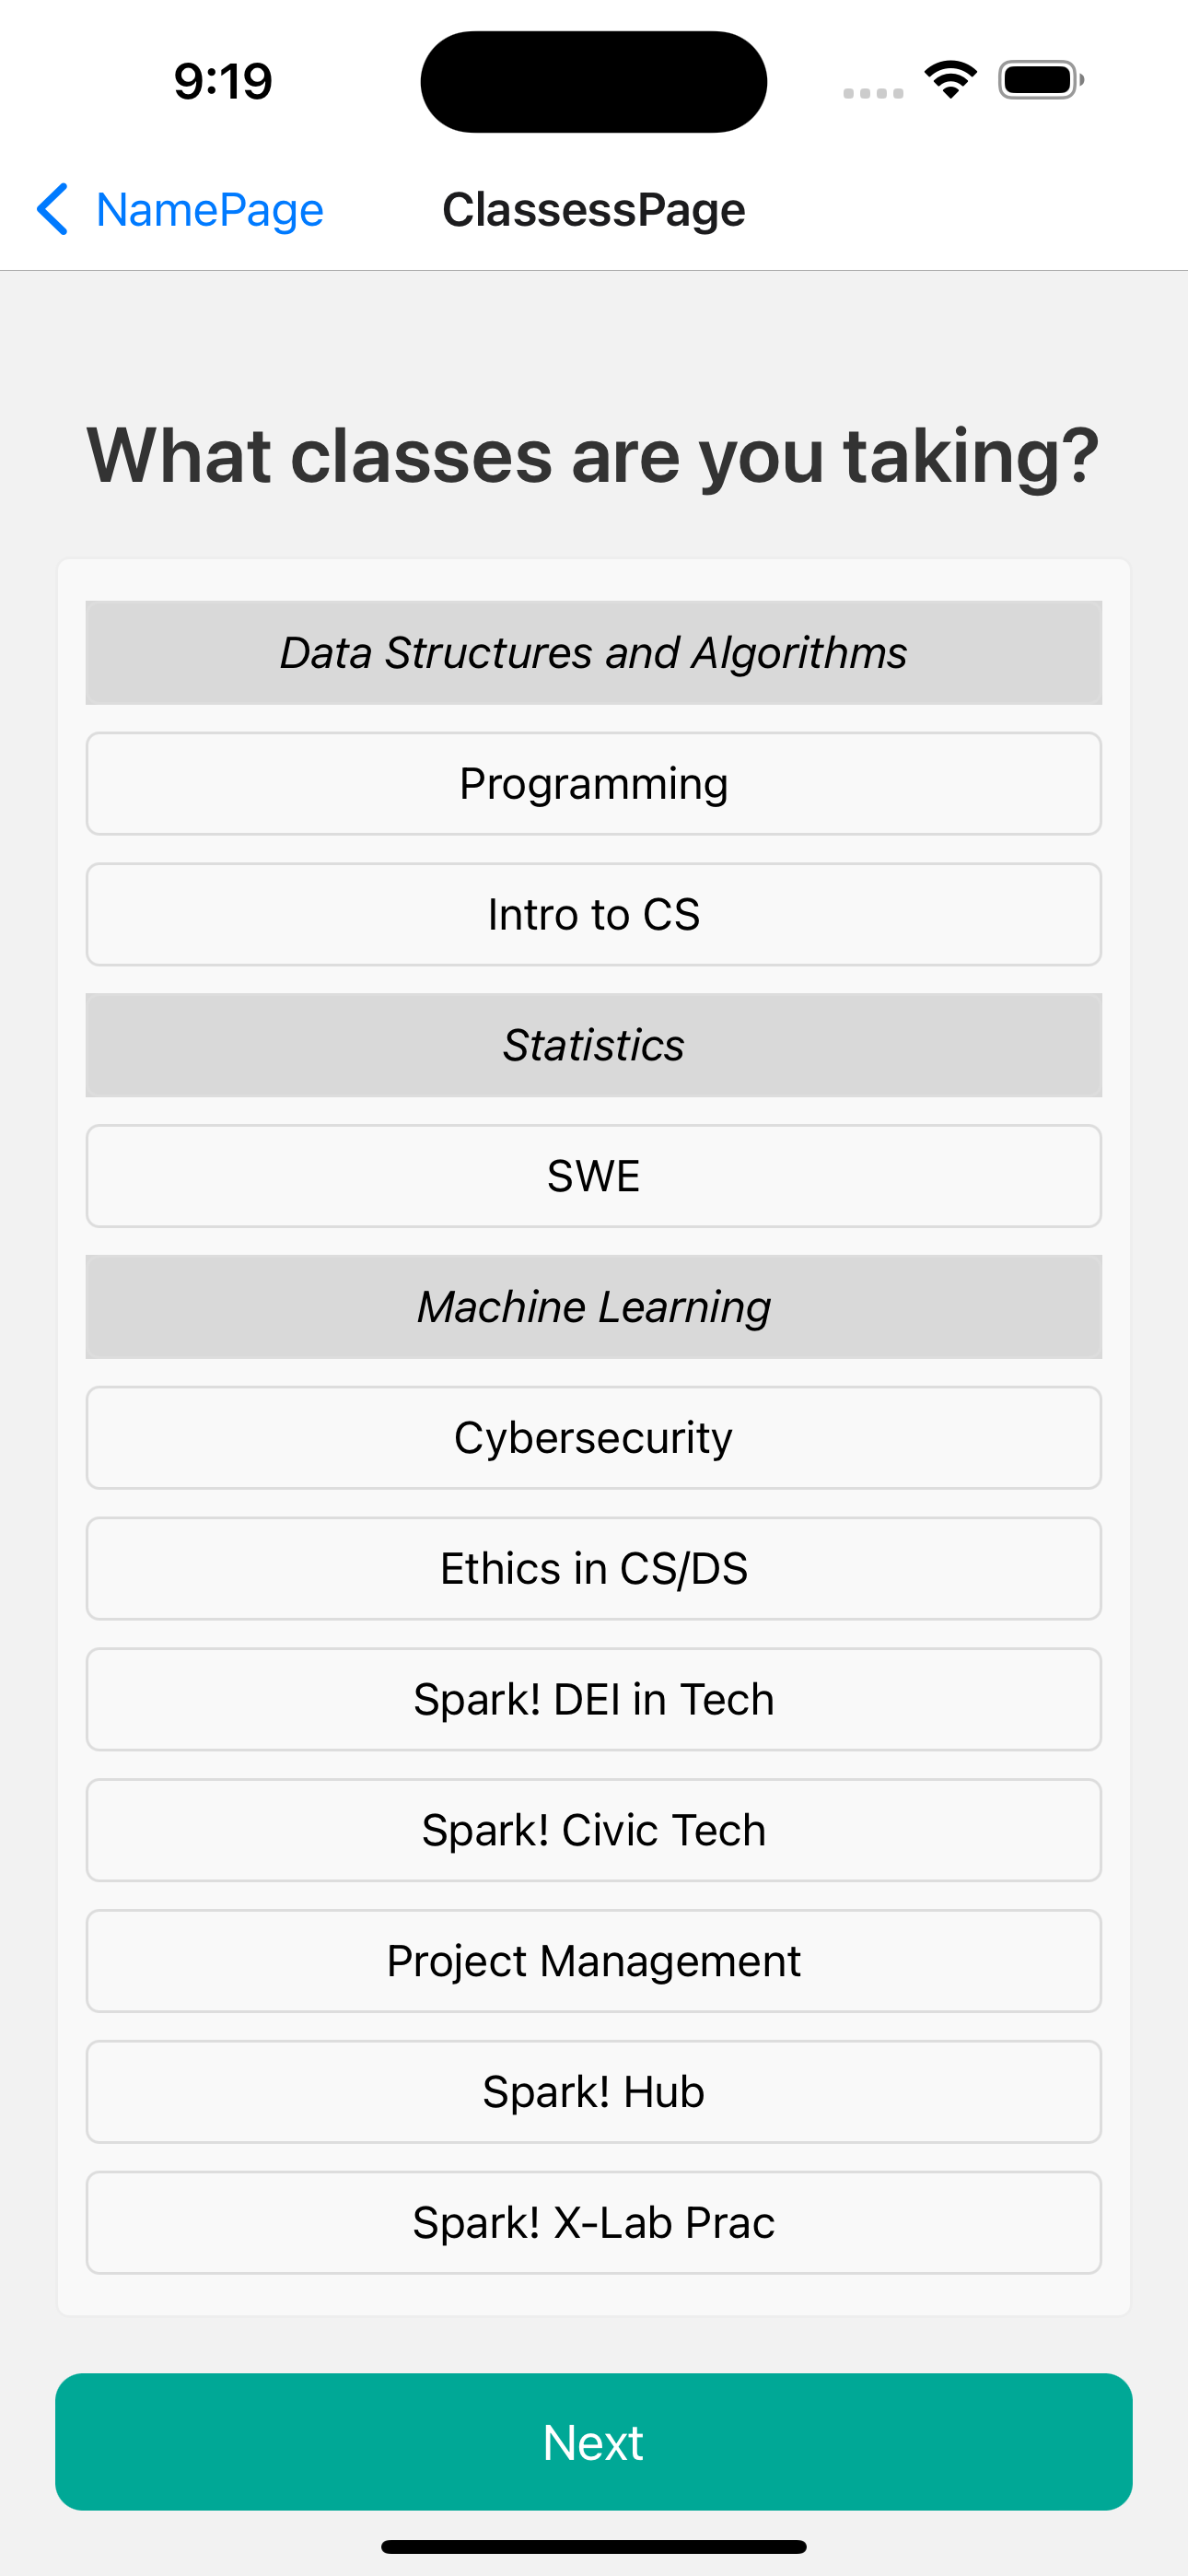 9:19
NamePage
ClassessPage
What classes are you taking?
Data Structures and Algorithms
Programming
Intro to CS
Statistics
SWE
Machine Learning
Cybersecurity
Ethics in CS/DS
Spark! DEI in Tech
Spark! Civic Tech
Project Management
Spark! Hub
Spark! X-Lab Prac
Next